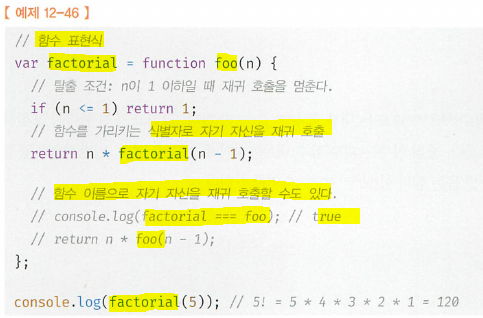 [ 예제 12-46 ]
// 함수 표현식
var factorial = function foo(n) {
// 탈출 조건: n이 1 이하일 때 재귀 호출을 멈춘다.
if (n <= 1) return 1;
// 함수를 가리키는 식별자로 자기 자신을 재귀 호출
return n * factorial(n - 1);
// 함수 이름으로 자기 자신을 재귀 호출할 수도 있다.
// console.log(factorial === foo); // true
// return n * foo(n - 1);
};
console.log(factorial(5)); // 5! = 5 * 4 * 3 * 2 * 1 = 120